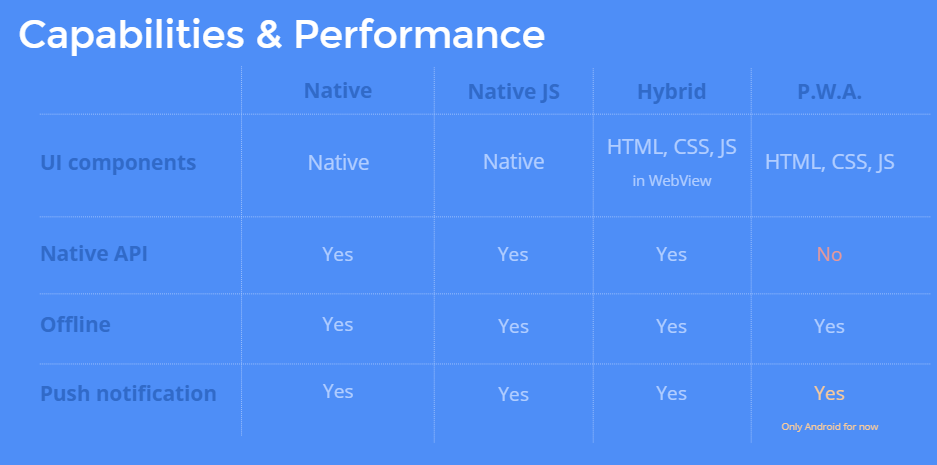 Capabilities & Performance
Native Native JS Hybrid P.W.A.
UI components Native Native HTML, CSS, JS HTML, CSS, JS
in WebView
Native API Yes Yes Yes No
Offline Yes Yes Yes Yes
Push notification Yes Yes Yes Yes
Only Android for now